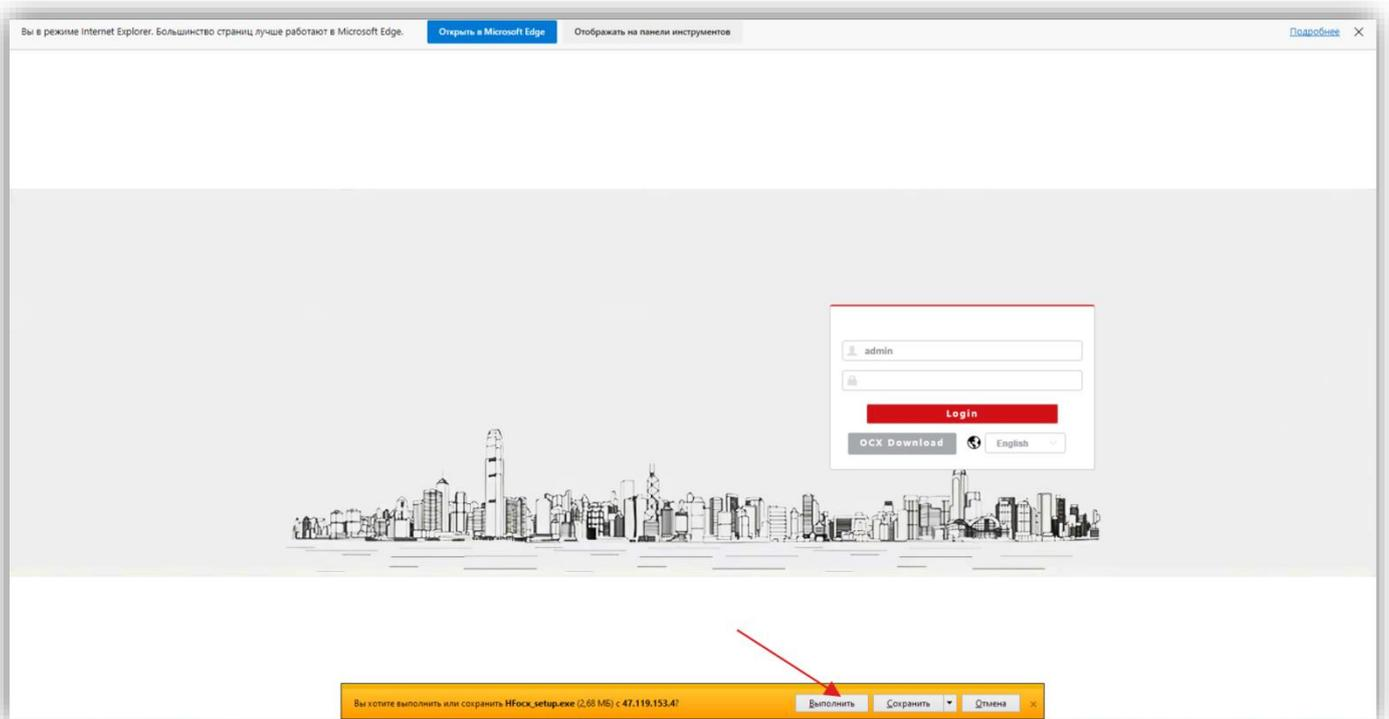 Вы в режиме Internet Explorer. Большинство страниц лучше работают в Microsoft Edge. Открыть в Microsoft Edge Отображать на панели инструментов Подробнее
admin
Login
OCX Download English
Вы хотите выполнить или сохранить HFocx_setup.exe (2,68 МБ) с 47.119.153.4? Выполнить Сохранить Отмена